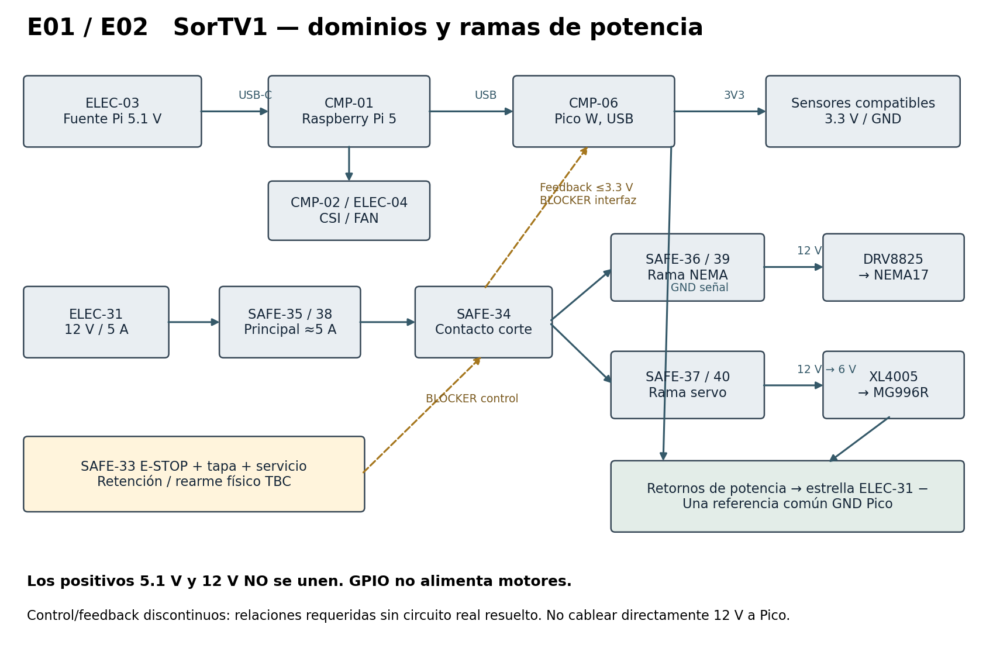 E01 / E02   SorTV1 — dominios y ramas de potencia
ELEC-03
Fuente Pi 5.1 V
USB-C
CMP-01
Raspberry Pi 5
USB
CMP-06
Pico W, USB
3V3
Sensores compatibles
3.3 V / GND
CMP-02 / ELEC-04
CSI / FAN
Feedback ≤3.3 V
BLOCKER interfaz
SAFE-36 / 39
Rama NEMA
GND señal
12 V
DRV8825
→ NEMA17
ELEC-31
12 V / 5 A
SAFE-35 / 38
Principal ≈5 A
SAFE-34
Contacto corte
SAFE-37 / 40
Rama servo
12 V → 6 V
XL4005
→ MG996R
BLOCKER control
SAFE-33 E-STOP + tapa + servicio
Retención / rearme físico TBC
Retornos de potencia → estrella ELEC-31 −
Una referencia común GND Pico
Los positivos 5.1 V y 12 V NO se unen. GPIO no alimenta motores.
Control/feedback discontinuos: relaciones requeridas sin circuito real resuelto. No cablear directamente 12 V a Pico.